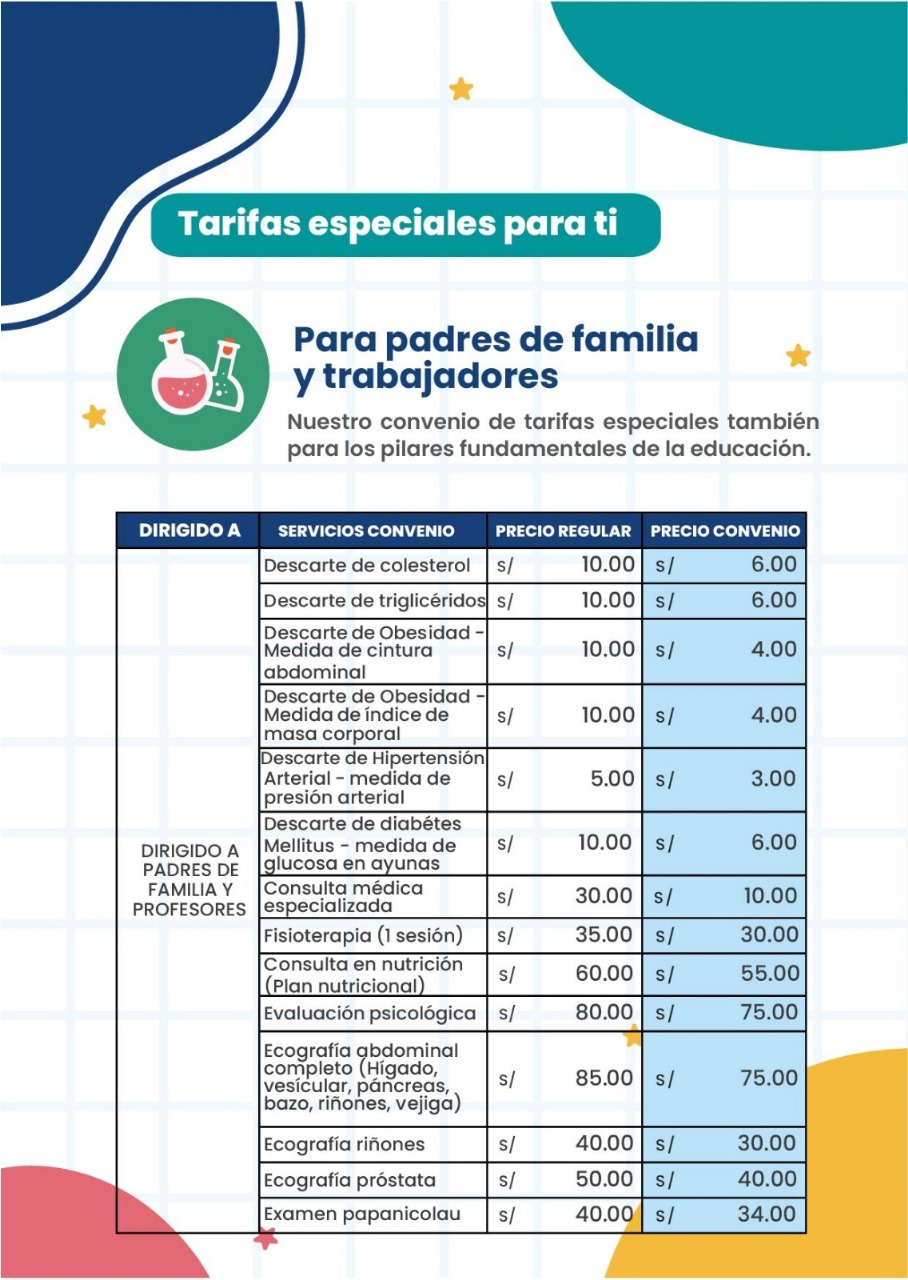 Tarifas especiales para ti
Para padres de familia
y trabajadores
Nuestro convenio de tarifas especiales también
para los pilares fundamentales de la educación.
DIRIGIDO A SERVICIOS CONVENIO PRECIO REGULAR PRECIO CONVENIO
DIRIGIDO A
PADRES DE
FAMILIA Y
PROFESORES
Descarte de colesterol s/ 10.00 s/ 6.00
Descarte de triglicéridos s/ 10.00 s/ 6.00
Descarte de Obesidad -
Medida de cintura s/ 10.00 s/ 4.00
abdominal
Descarte de Obesidad -
Medida de índice de s/ 10.00 s/ 4.00
masa corporal
Descarte de Hipertensión
Arterial - medida de s/ 5.00 s/ 3.00
presión arterial
Descarte de diabétes
Mellitus - medida de s/ 10.00 s/ 6.00
glucosa en ayunas
Consulta médica s/ 30.00 s/ 10.00
especializada
Fisioterapia (1 sesión) s/ 35.00 s/ 30.00
Consulta en nutrición s/ 60.00 s/ 55.00
(Plan nutricional)
Evaluación psicológica s/ 80.00 s/ 75.00
Ecografía abdominal
completo (Hígado, s/ 85.00 s/ 75.00
vesícular, páncreas,
bazo, riñones, vejiga)
Ecografía riñones s/ 40.00 s/ 30.00
Ecografía próstata s/ 50.00 s/ 40.00
Examen papanicolau s/ 40.00 s/ 34.00